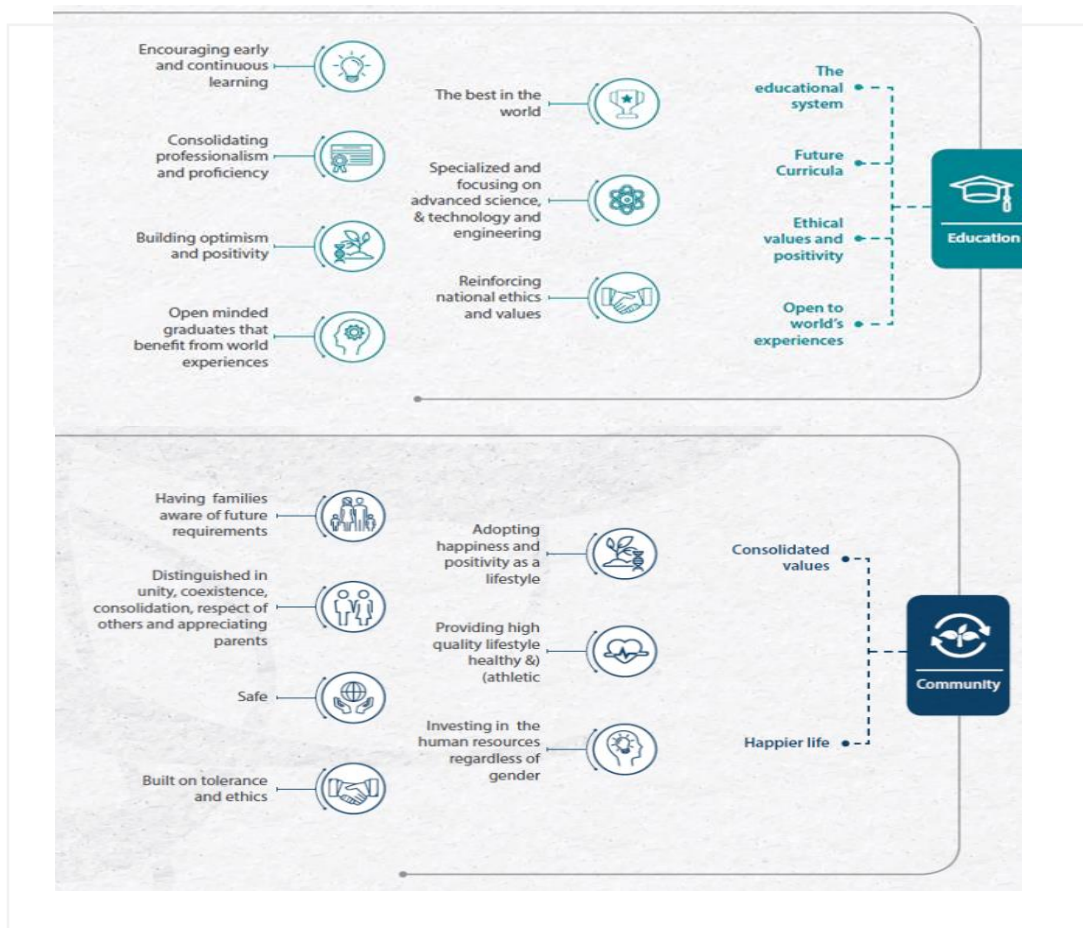 Encouraging early
and continuous
learning
Consolidating
professionalism
and proficiency
Building optimism
and positivity
Open minded
graduates that
benefit from world
experiences
The best in the
world
Specialized and
focusing on
advanced science,
& technology and
engineering
Reinforcing
national ethics
and values
The
educational
system
Future
Curricula
Ethical
values and
positivity
Open to
world's
experiences
Education
Having families
aware of future
requirements
Distinguished in
unity, coexistence,
consolidation, respect of
others and appreciating
parents
Safe
Built on tolerance
and ethics
Adopting
happiness and
positivity as a
lifestyle
Providing high
quality lifestyle
healthy &)
(athletic
Investing in the
human resources
regardless of
gender
Consolidated
values
Happier life
Community